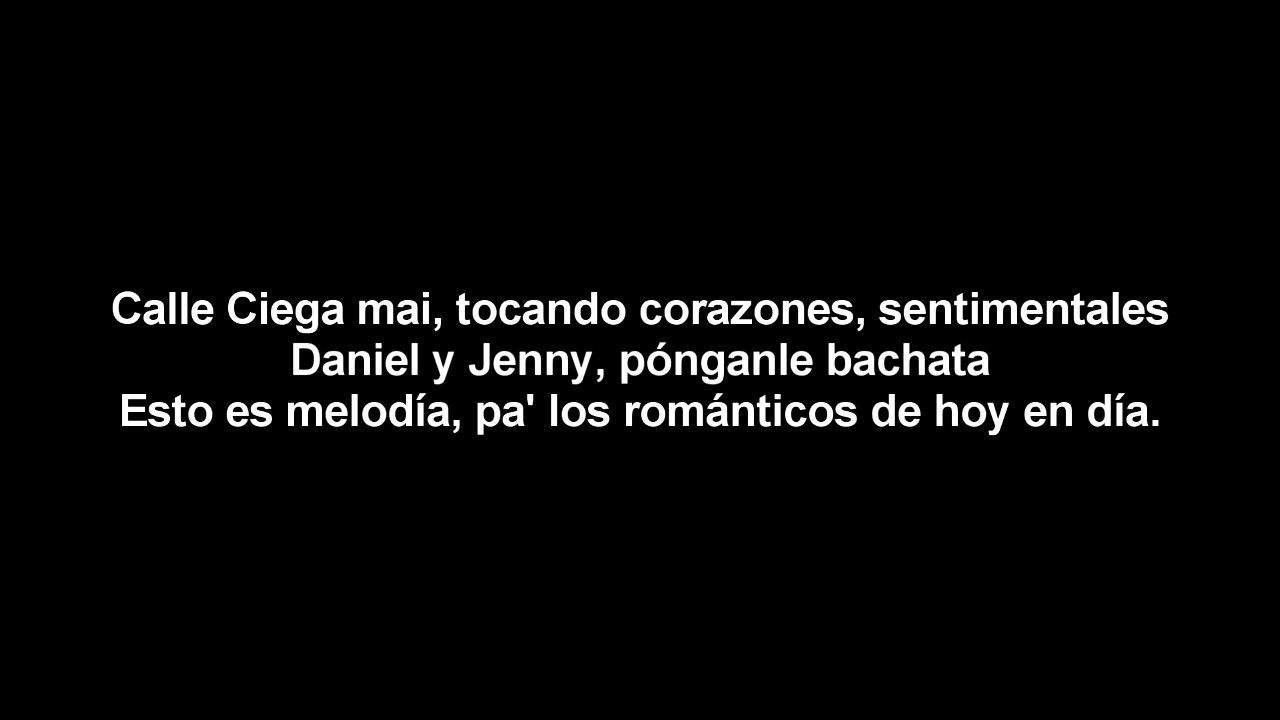 Calle Ciega mai, tocando corazones, sentimentales
Daniel y Jenny, pónganle bachata
Esto es melodía, pa' los románticos de hoy en día.